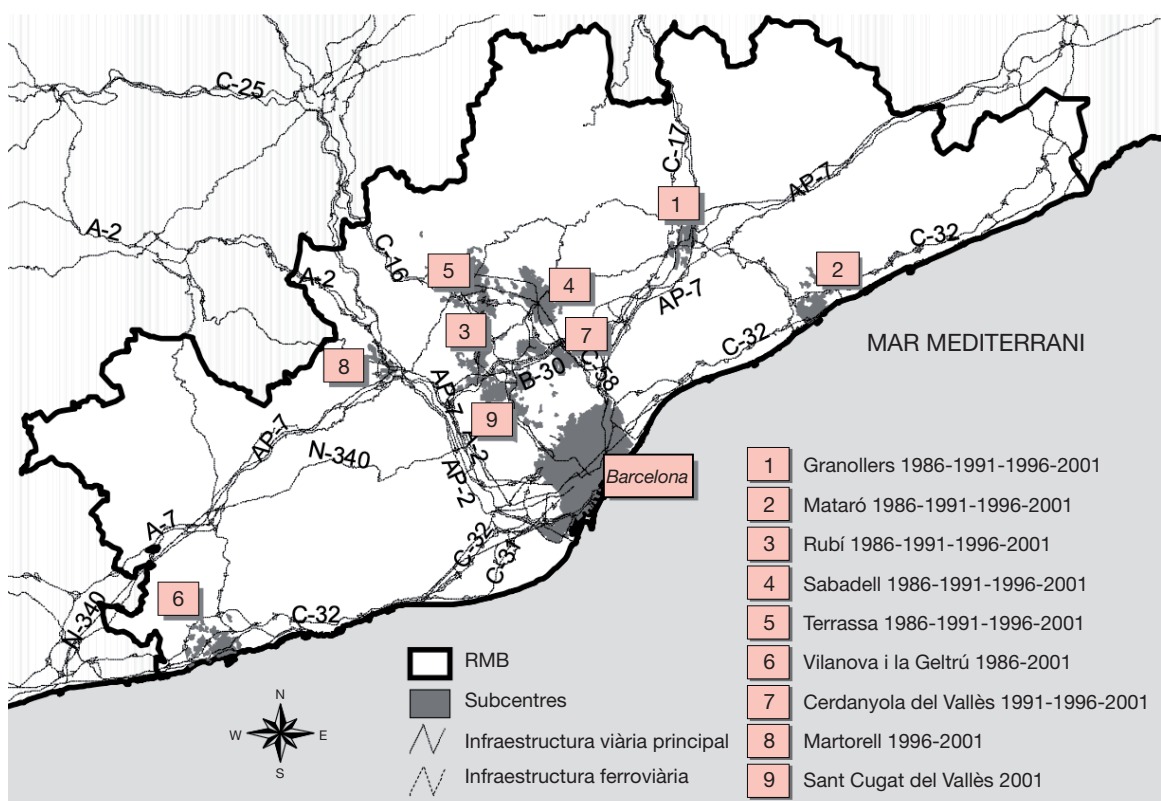 C-25
C-17
AP-7
1
A-2
C-32
2
C-16
A-2
5
4
AP-7
3
7
C-32
MAR MEDITERRANI
8
B-30
C-58
AP-7
9
A-2
AP-7
N-340
AP-2
Barcelona
A-7
C-32
C-31
6
N-340
C-32
1 Granollers 1986-1991-1996-2001
2 Mataró 1986-1991-1996-2001
3 Rubí 1986-1991-1996-2001
4 Sabadell 1986-1991-1996-2001
5 Terrassa 1986-1991-1996-2001
6 Vilanova i la Geltrú 1986-2001
7 Cerdanyola del Vallès 1991-1996-2001
8 Martorell 1996-2001
9 Sant Cugat del Vallès 2001
RMB
Subcentres
Infraestructura viària principal
Infraestructura ferroviària
N
W E
S